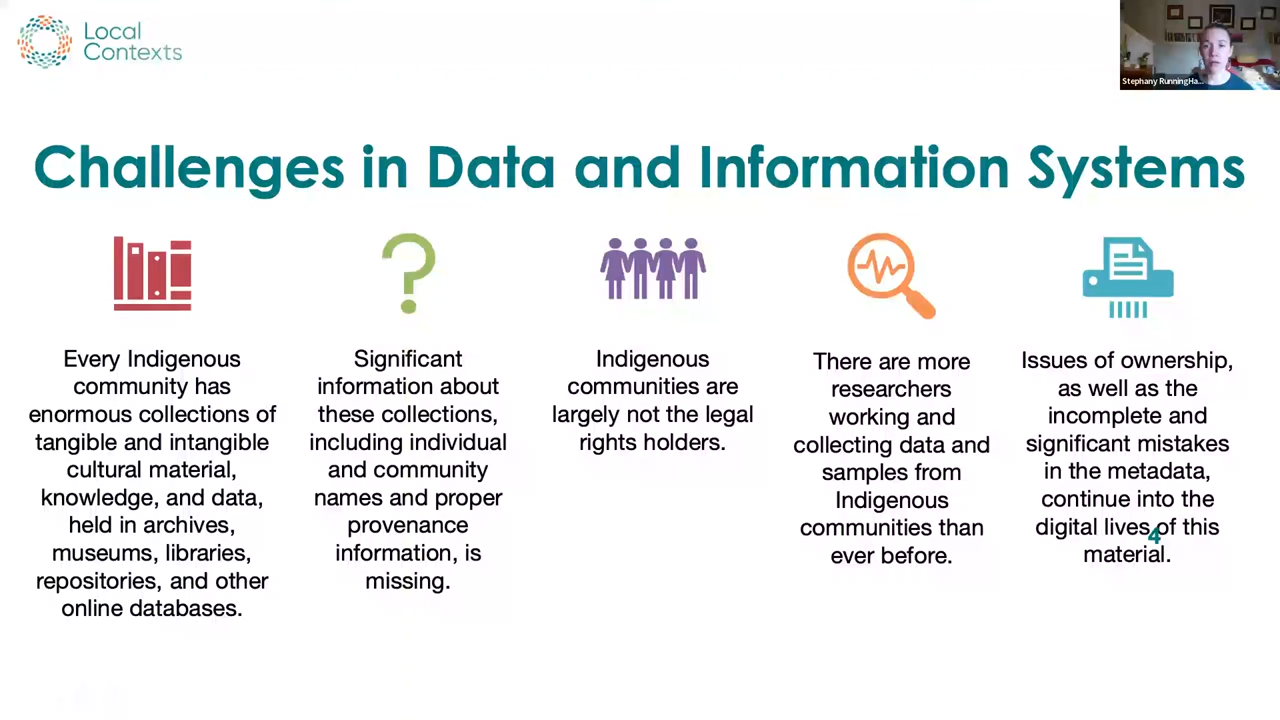 Local
Contexts
Stephany RunningHa...
Challenges in Data and Information Systems
Every Indigenous
community has
enormous collections of
tangible and intangible
cultural material,
knowledge, and data,
held in archives,
museums, libraries,
repositories, and other
online databases.
Significant
information about
these collections,
including individual
and community
names and proper
provenance
information, is
missing.
Indigenous
communities are
largely not the legal
rights holders.
There are more
researchers
working and
collecting data and
samples from
Indigenous
communities than
ever before.
Issues of ownership,
as well as the
incomplete and
significant mistakes
in the metadata,
continue into the
digital lives of this
material.
4